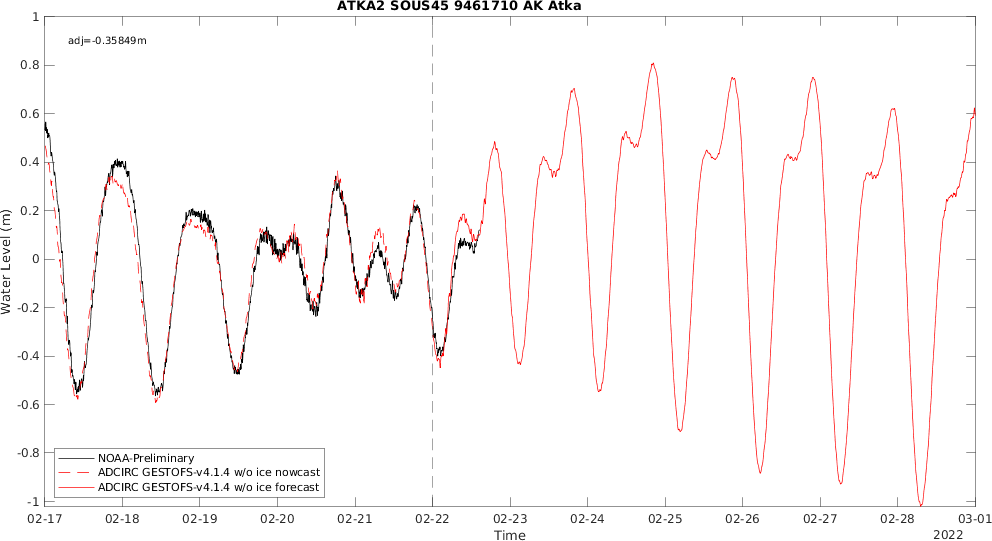 ATKA2 SOUS45 9461710 AK Atka
adj=-0.35849m
1
0.8
0.6
0.4
0.2
0
-0.2
-0.4
-0.6
-0.8
-1
Water Level (m)
NOAA-Preliminary
ADCIRC GESTOFS-v4.1.4 w/o ice nowcast
ADCIRC GESTOFS-v4.1.4 w/o ice forecast
02-17 02-18 02-19 02-20 02-21 02-22 02-23 02-24 02-25 02-26 02-27 02-28 03-01
Time
2022